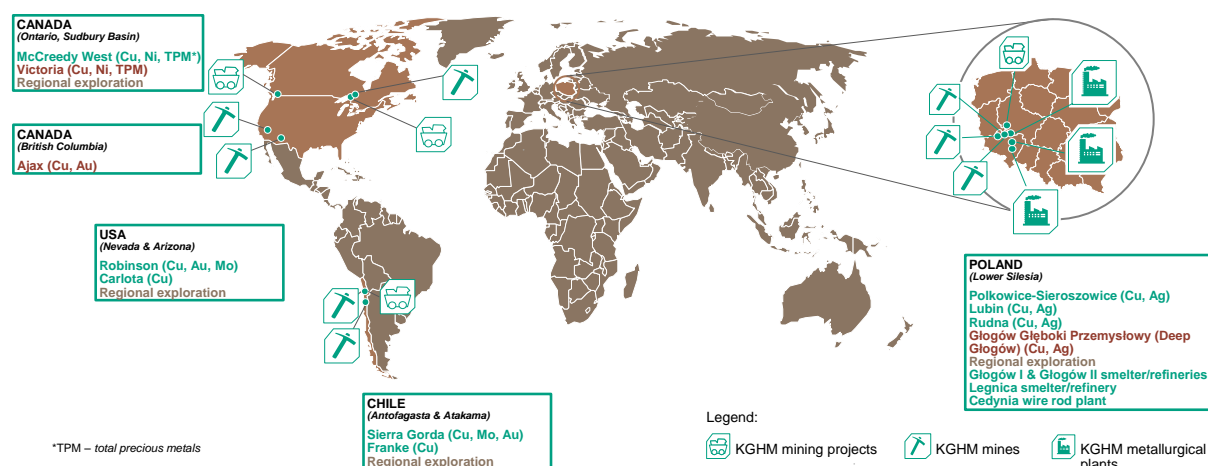 CANADA
(Ontario, Sudbury Basin)
McCreedy West (Cu, Ni, TPM*)
Victoria (Cu, Ni, TPM)
Regional exploration
CANADA
(British Columbia)
Ajax (Cu, Au)
USA
(Nevada & Arizona)
Robinson (Cu, Au, Mo)
Carlota (Cu)
Regional exploration
CHILE
(Antofagasta & Atakama)
Sierra Gorda (Cu, Mo, Au)
Franke (Cu)
Regional exploration
POLAND
(Lower Silesia)
Polkowice-Sieroszowice (Cu, Ag)
Lubin (Cu, Ag)
Rudna (Cu, Ag)
Głogów Głęboki Przemysłowy (Deep
Głogów) (Cu, Ag)
Regional exploration
Głogów I & Głogów II smelter/refineries
Legnica smelter/refinery
Cedynia wire rod plant
Legend:
KGHM mining projects
KGHM mines
KGHM metallurgical
plants
*TPM – total precious metals